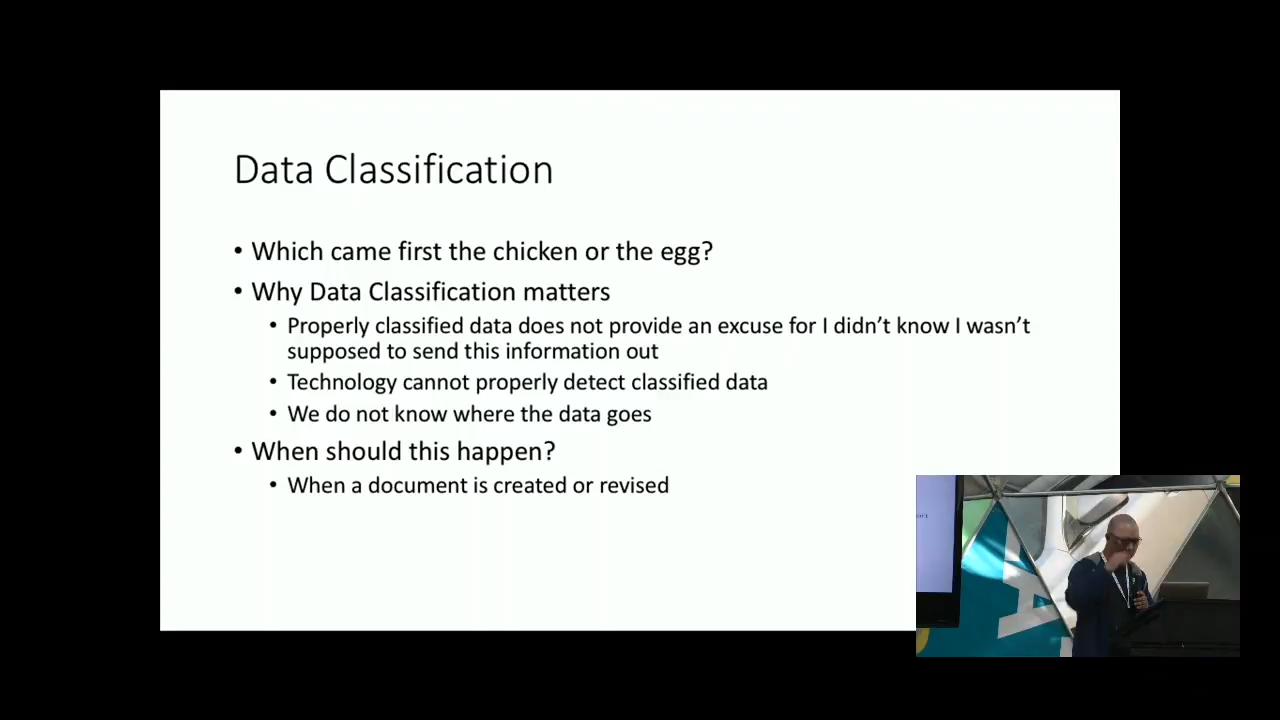 Data Classification
• Which came first the chicken or the egg?
• Why Data Classification matters
• Properly classified data does not provide an excuse for I didn’t know I wasn’t
supposed to send this information out
• Technology cannot properly detect classified data
• We do not know where the data goes
• When should this happen?
• When a document is created or revised
A